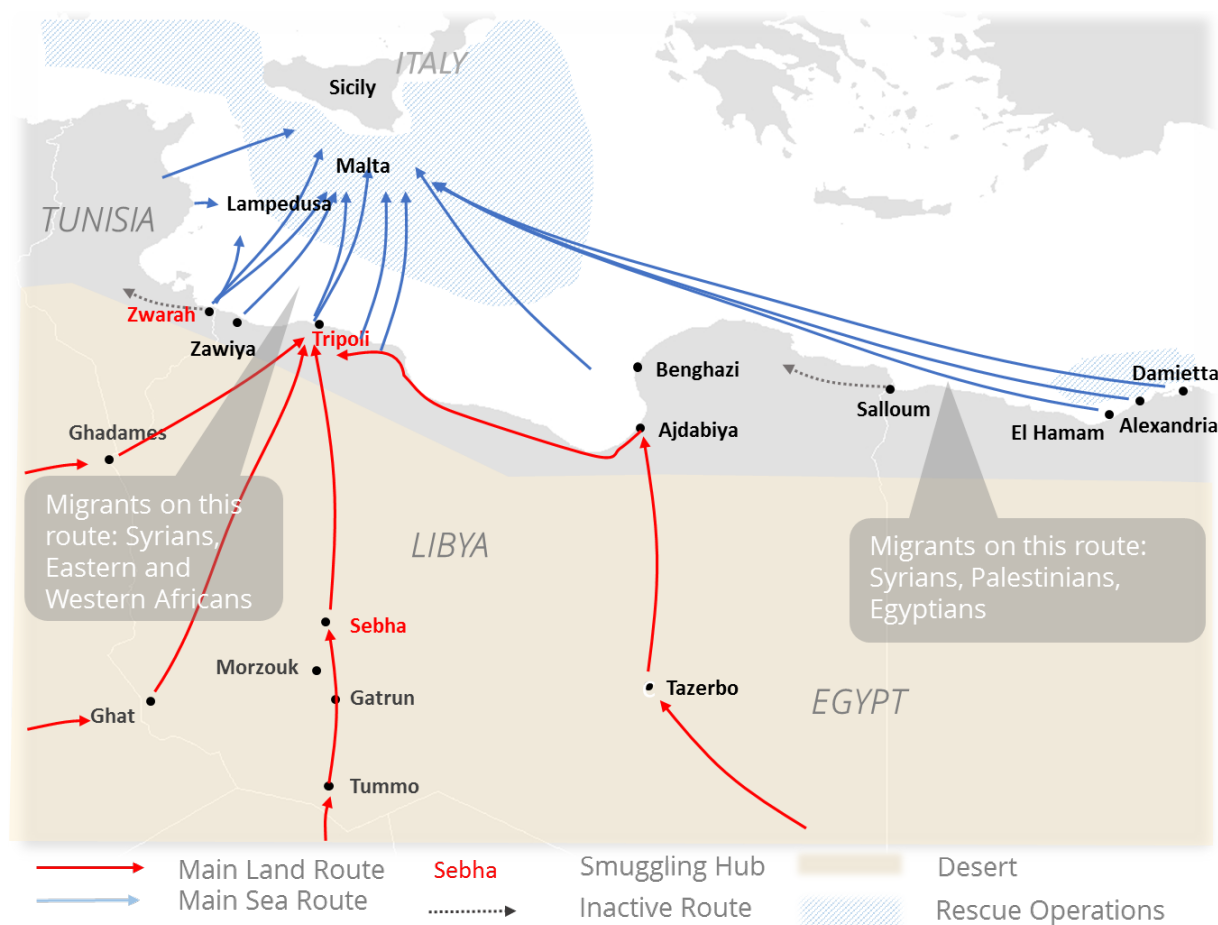 ITALY
Sicily
Malta
TUNISIA
Lampedusa
Zwarah
Zawiya
Tripoli
Benghazi
Damietta
Salloum
Ajdabiya
El Hamam
Alexandria
Ghadames
Migrants on this
route: Syrians,
Eastern and
Western Africans
LIBYA
Migrants on this route:
Syrians, Palestinians,
Egyptians
Sebha
Morzouk
Gatrun
Tazerbo
EGYPT
Ghat
Tummo
Main Land Route
Sebha
Smuggling Hub
Desert
Main Sea Route
Inactive Route
Rescue Operations